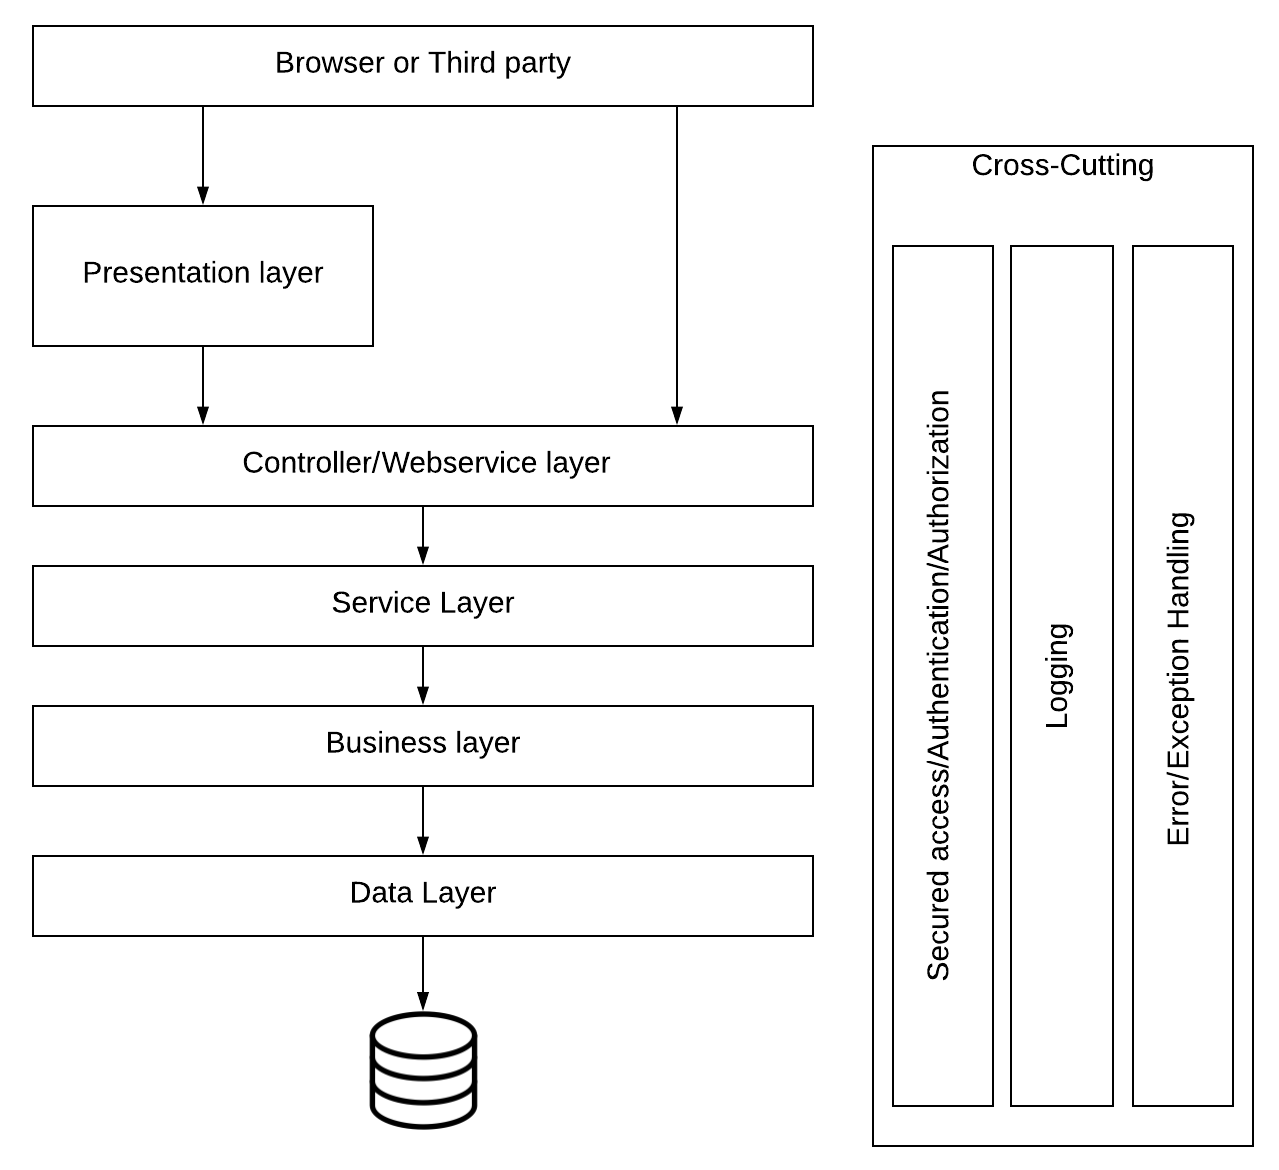 Browser or Third party
Presentation layer
Controller/Webservice layer
Service Layer
Business layer
Data Layer
Cross-Cutting
Secured access/Authentication/Authorization
Logging
Error/Exception Handling